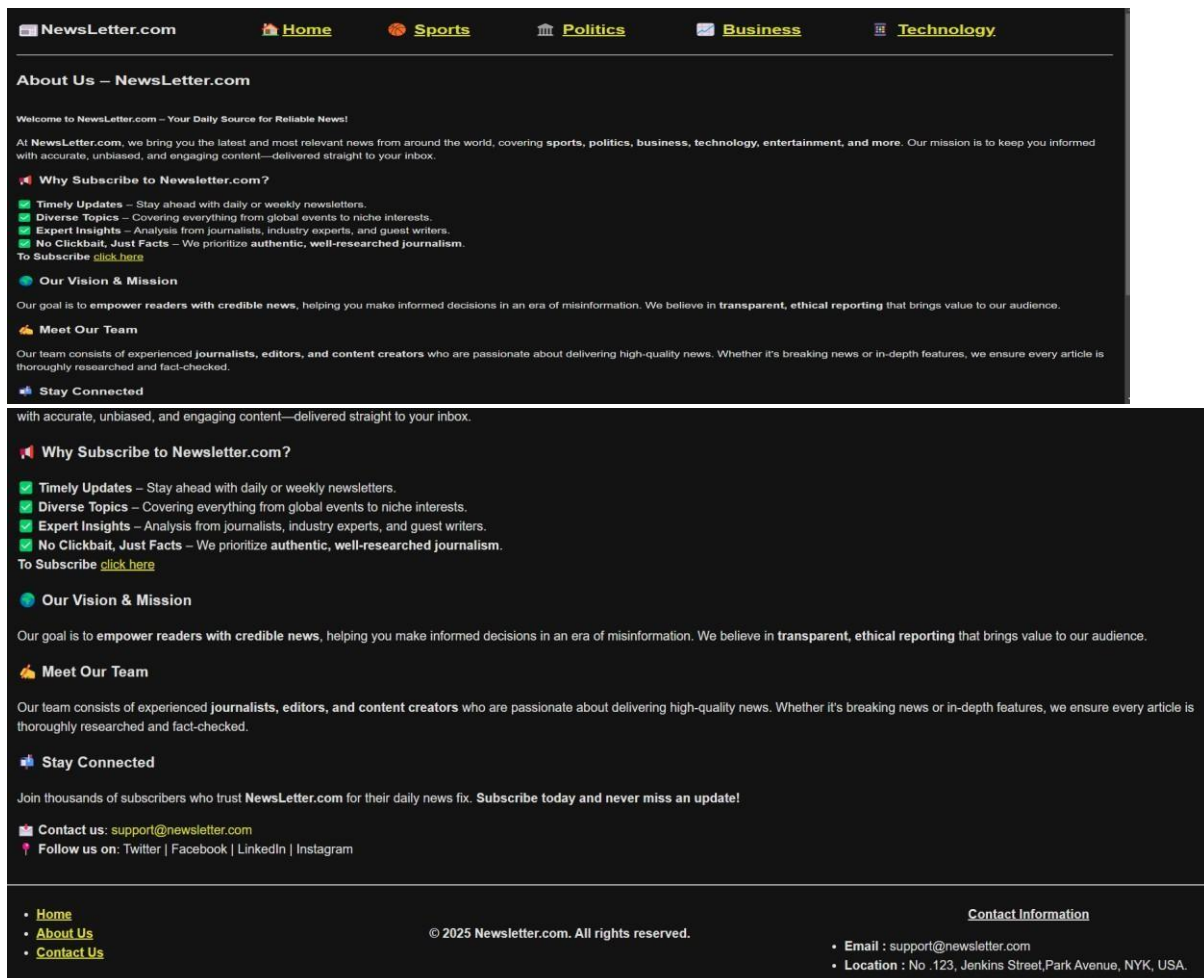 NewsLetter.com Home Sports Politics Business Technology
About Us – NewsLetter.com
Welcome to NewsLetter.com – Your Daily Source for Reliable News!
At NewsLetter.com, we bring you the latest and most relevant news from around the world, covering sports, politics, business, technology, entertainment, and more. Our mission is to keep you informed
with accurate, unbiased, and engaging content—delivered straight to your inbox.
Why Subscribe to Newsletter.com?
Timely Updates – Stay ahead with daily or weekly newsletters.
Diverse Topics – Covering everything from global events to niche interests.
Expert Insights – Analysis from journalists, industry experts, and guest writers.
No Clickbait, Just Facts – We prioritize authentic, well-researched journalism.
To Subscribe click here
Our Vision & Mission
Our goal is to empower readers with credible news, helping you make informed decisions in an era of misinformation. We believe in transparent, ethical reporting that brings value to our audience.
Meet Our Team
Our team consists of experienced journalists, editors, and content creators who are passionate about delivering high-quality news. Whether it's breaking news or in-depth features, we ensure every article is
thoroughly researched and fact-checked.
Stay Connected
with accurate, unbiased, and engaging content—delivered straight to your inbox.
Why Subscribe to Newsletter.com?
Timely Updates – Stay ahead with daily or weekly newsletters.
Diverse Topics – Covering everything from global events to niche interests.
Expert Insights – Analysis from journalists, industry experts, and guest writers.
No Clickbait, Just Facts – We prioritize authentic, well-researched journalism.
To Subscribe click here
Our Vision & Mission
Our goal is to empower readers with credible news, helping you make informed decisions in an era of misinformation. We believe in transparent, ethical reporting that brings value to our audience.
Meet Our Team
Our team consists of experienced journalists, editors, and content creators who are passionate about delivering high-quality news. Whether it's breaking news or in-depth features, we ensure every article is
thoroughly researched and fact-checked.
Stay Connected
Join thousands of subscribers who trust NewsLetter.com for their daily news fix. Subscribe today and never miss an update!
Contact us: support@newsletter.com
Follow us on: Twitter | Facebook | LinkedIn | Instagram
• Home
• About Us
• Contact Us
© 2025 Newsletter.com. All rights reserved.
Contact Information
• Email : support@newsletter.com
• Location : No .123, Jenkins Street,Park Avenue, NYK, USA.